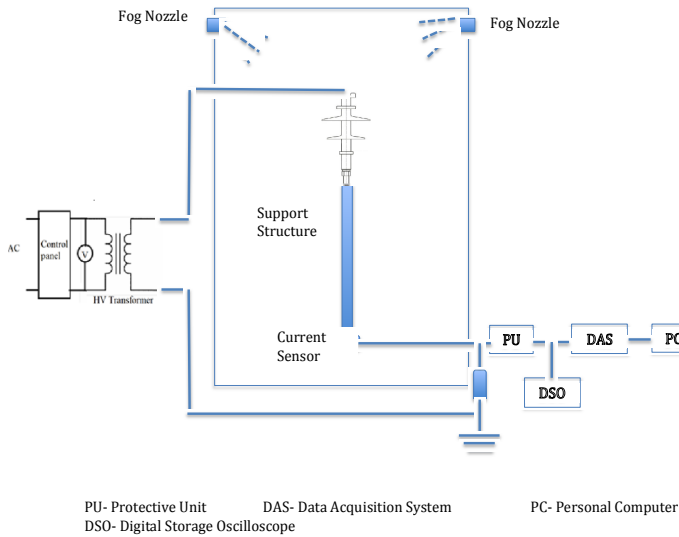 Fog Nozzle
Fog Nozzle
Support
Structure
AC
Control
panel
V
HV Transformer
Current
Sensor
PU
DAS
PC
DSO
PU- Protective Unit DAS- Data Acquisition System PC- Personal Computer
DSO- Digital Storage Oscilloscope